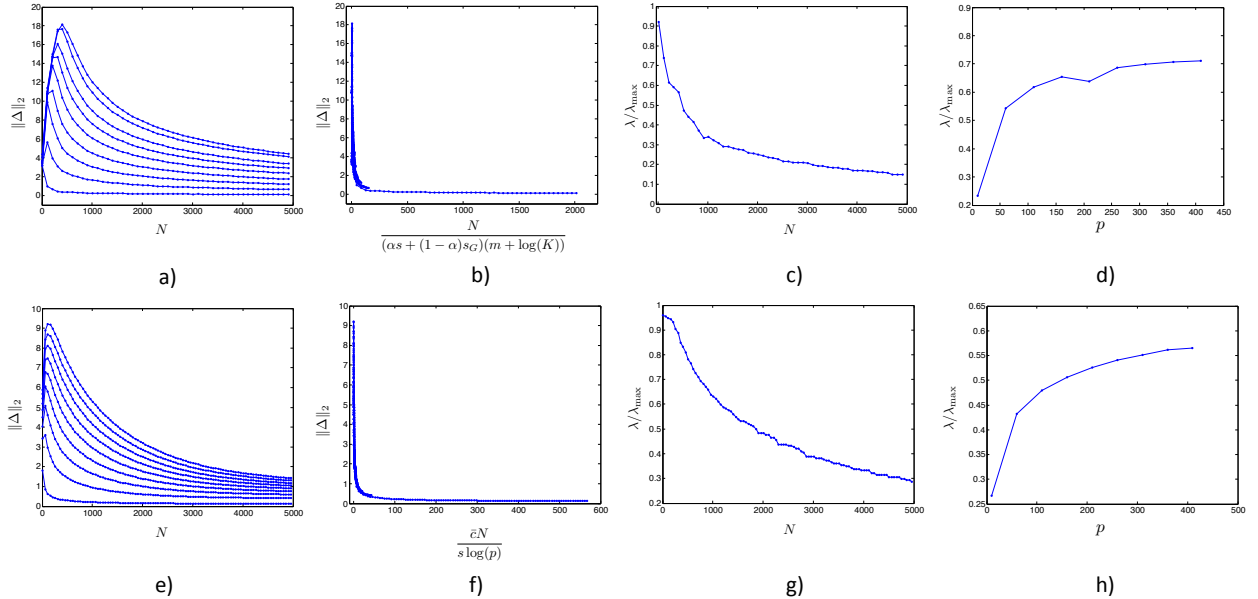 20 18 16 14 12 10 8 6 4 2 0
‖Δ‖₂
0 1000 2000 3000 4000 5000
N
a)
20 18 16 14 12 10 8 6 4 2 0
‖Δ‖₂
0 500 1000 1500 2000
N
(αs + (1 − α)s_G)(m + log(K))
b)
1 0.9 0.8 0.7 0.6 0.5 0.4 0.3 0.2 0.1 0
λ/λ_max
0 1000 2000 3000 4000 5000
N
c)
0.9 0.8 0.7 0.6 0.5 0.4 0.3 0.2
λ/λ_max
0 50 100 150 200 250 300 350 400 450
p
d)
10 9 8 7 6 5 4 3 2 1 0
‖Δ‖₂
0 1000 2000 3000 4000 5000
N
e)
10 9 8 7 6 5 4 3 2 1 0
‖Δ‖₂
0 100 200 300 400 500 600
c̄N
s log(p)
f)
1 0.9 0.8 0.7 0.6 0.5 0.4 0.3 0.2
λ/λ_max
0 1000 2000 3000 4000 5000
N
g)
0.65 0.6 0.55 0.5 0.45 0.4 0.35 0.3 0.25
λ/λ_max
0 100 200 300 400 500
p
h)